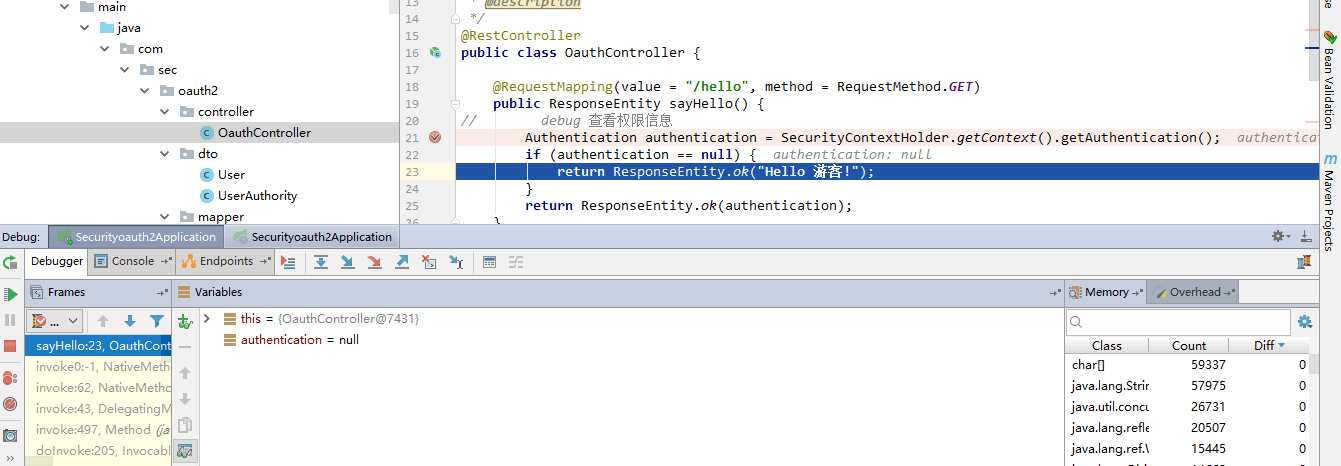 main
java
com
sec
oauth2
controller
OauthController
dto
User
UserAuthority
mapper
13 * @description
14 */
15 @RestController
16 public class OauthController {
17
18 @RequestMapping(value = "/hello", method = RequestMethod.GET)
19 public ResponseEntity sayHello() {
20 // debug 查看权限信息
21 Authentication authentication = SecurityContextHolder.getContext().getAuthentication(); authentica
22 if (authentication == null) { authentication: null
23 return ResponseEntity.ok("Hello 游客!");
24 }
25 return ResponseEntity.ok(authentication);
26 }
Bean Validation
Maven Projects
Debug: Securityoauth2Application Securityoauth2Application
Debugger Console Endpoints
Frames
Variables
Memory Overhead
...
this = {OauthController@7431}
authentication = null
sayHello:23, OauthCont
invoke0:-1, NativeMetho
invoke:62, NativeMetho
invoke:43, DelegatingM
invoke:497, Method (ja
doInvoke:205, Invocabl
Class Count Diff
char[] 59337 0
java.lang.Strin 57975 0
java.util.concu 26731 0
java.lang.refle 20507 0
java.lang.ref.W 15445 0